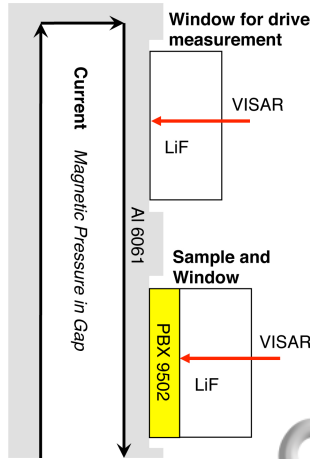 Window for drive
measurement
VISAR
LiF
Current Magnetic Pressure in Gap
Al 6061
Sample and
Window
PBX 9502
VISAR
LiF